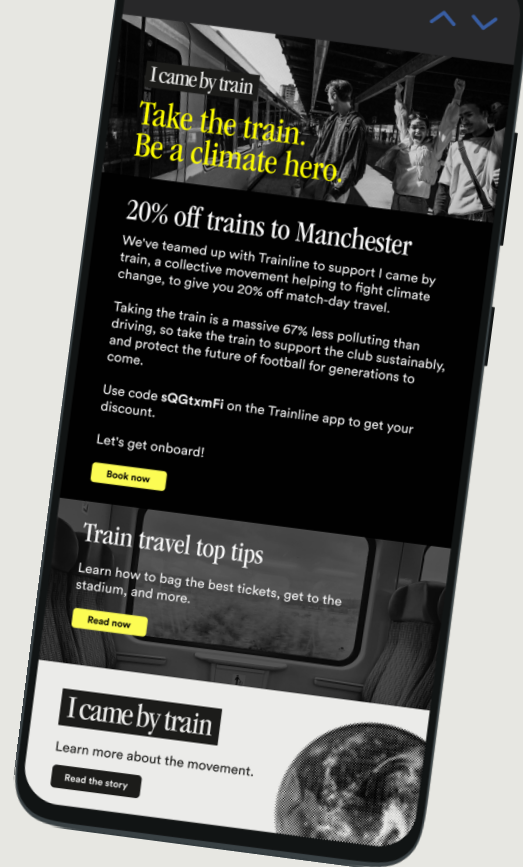 I came by train
Take the train.
Be a climate hero.
20% off trains to Manchester
We've teamed up with Trainline to support I came by
train, a collective movement helping to fight climate
change, to give you 20% off match-day travel.
Taking the train is a massive 67% less polluting than
driving, so take the train to support the club sustainably,
and protect the future of football for generations to
come.
Use code sQGtxmFi on the Trainline app to get your
discount.
Let's get onboard!
Book now
Train travel top tips
Learn how to bag the best tickets, get to the
stadium, and more.
Read now
I came by train
Learn more about the movement.
Read the story